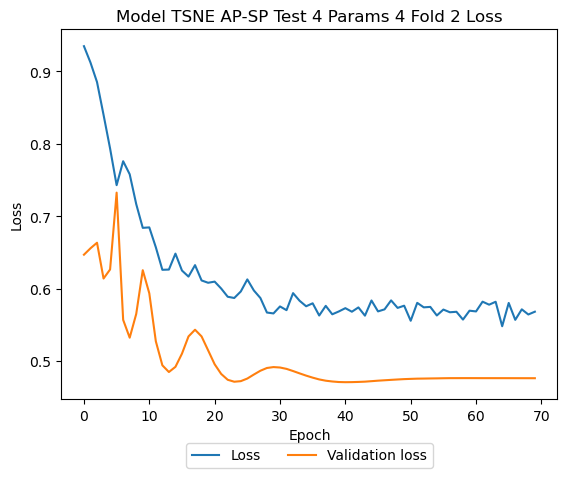 Model TSNE AP-SP Test 4 Params 4 Fold 2 Loss
0.9
0.8
0.7
0.6
0.5
Loss
0 10 20 30 40 50 60 70
Epoch
Loss Validation loss